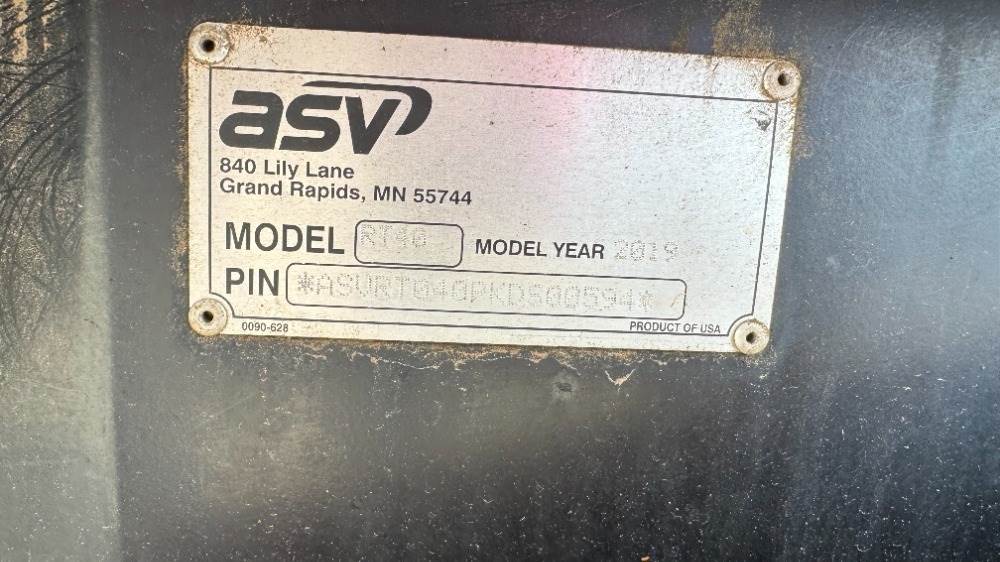 asv
840 Lily Lane
Grand Rapids, MN 55744
MODEL RT40 MODEL YEAR 2019
PIN *ASVRT040PKDS00594*
0090-628 PRODUCT OF USA